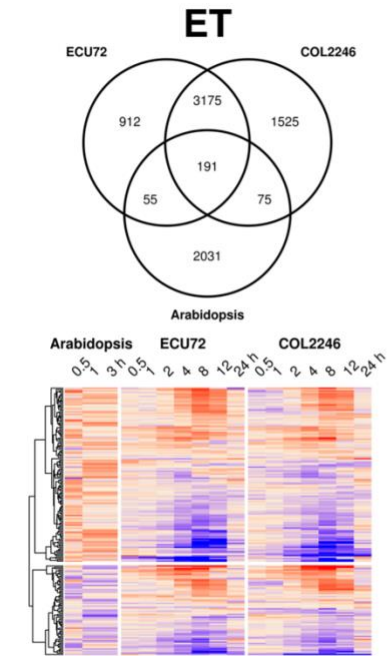 ET
ECU72 COL2246
3175
912 1525
191
55 75
2031
Arabidopsis
Arabidopsis ECU72 COL2246
0.5 1 3 h 0.5 1 2 4 8 12 24 h 0.5 1 2 4 8 12 24 h